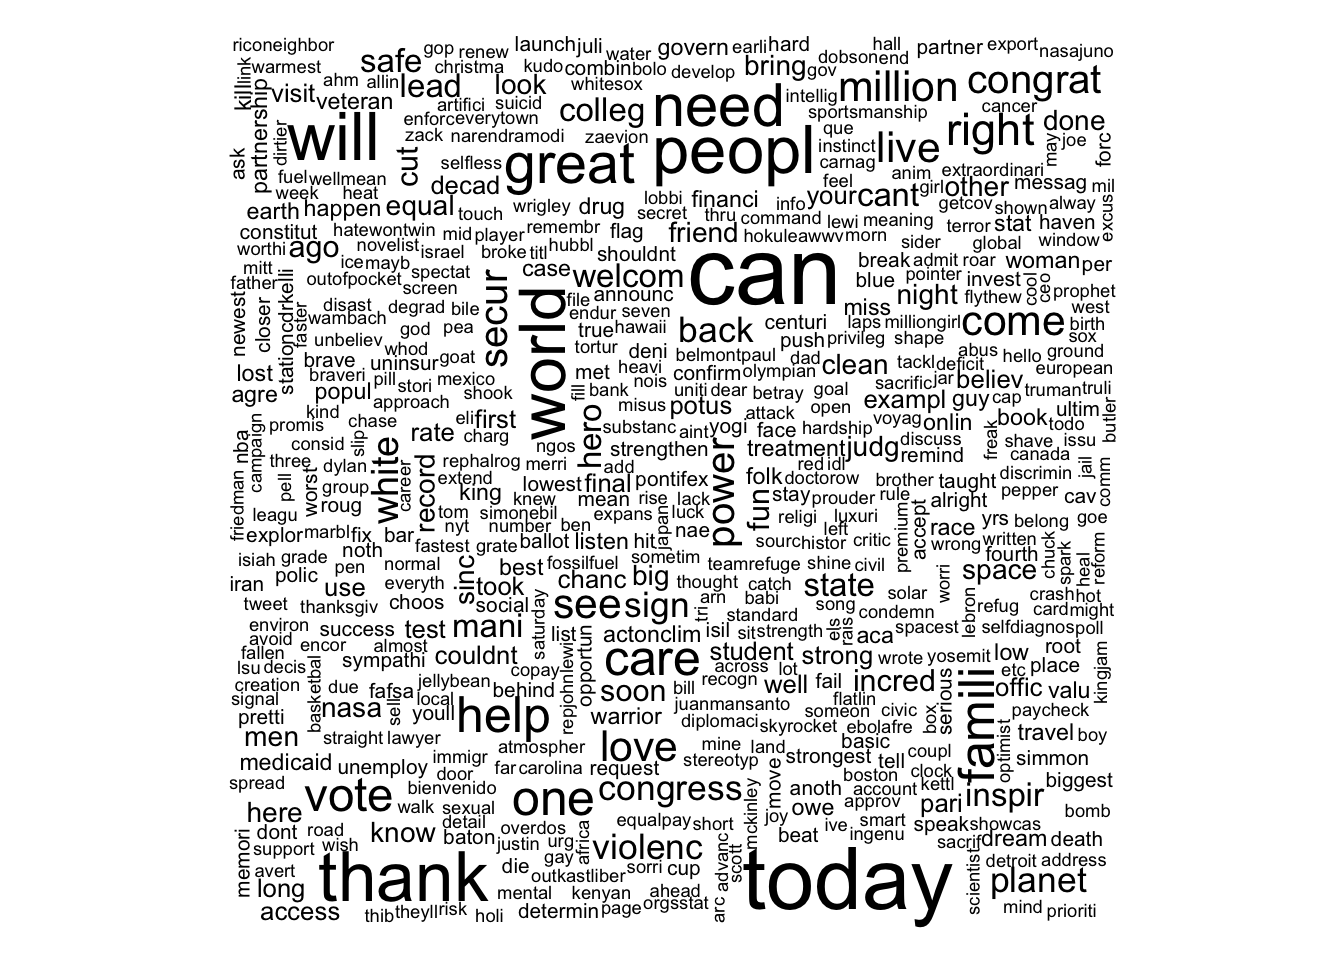 riconeighbor
safe gop renew launch juli water govern earli hard hall partner export nasajuno
kill link warmest christma kudo combin bolo develop bring gov dobson end
visit ahm allin lead look whitesox need intellig million congrat
partnership veteran artifici suicid colleg sportsmanship cancer
dirtier will enforc everytown peopl que right done
zack narendramodi zaevion instinct live may joe forc
ask fuel wellmean cut selfless great carnag anim extraordinari
week heat decad lobbi financi feel your cant girl other messag mil
earth happen equal touch wrigley drug secret thru info command lewi meaning getcov shown alway excus
constitut hatewontwin mid player remembr flag friend hokulea wwv morn terror stat haven
worthi ago novelist israel broke titl hubbl shouldnt can sider global window
mitt ice mayb spectat case welcom break admit roar woman per
father outofpocket screen secur world file announc blue pointer invest cool ceo prophet
newest closer stationcdrkelli faster disast degrad bile endur seven miss night flythew west
wambach god pea true hawaii back centuri laps milliongirl come birth
unbeliev whod goat tortur deni push privileg shape sox
brave uninsur met heavi belmontpaul dad clean tackl deficit abus hello ground
lost braveri pill stori mexico fill bank nois confirm olympian sacrific jar believ european
agre popul approach shook uniti dear betray goal exampl guy cap truman truli
kind chase eli first hero misus potus attack open voyag onlin book ultim butler
campaign nba promis consid slip rate charg substanc aint yogi face hardship todo
friedman three dylan white ngos strengthen power treatment judg discuss freak shave issu
pell worst group career record rephalrog merri add remind canada
leagu roug extend king lowest final pontifex folk doctorow red idl brother taught discrimin jail comm
tom simonebil knew mean rise lack fun stay prouder rule alright pepper cav
explor marbl fix bar nyt number ben expans japane luck nae religi luxuri premium accept race yrs belong goe
isiah grade noth fastest grate ballot listen hit sourc histor left critic wrong written
iran polic pen normal sinc best fossilfuel sometim teamrefuge shine civil fourth chuck spark heal reform
use everyth took chanc big thought catch state solar worri space
tweet thanksgiv choos social see sign tri arn babi song condemn lebron refug crash hot
environ success test mani saturday standard els rais aca spacest card might
avoid encor almost list actonclim isil sit strength selfdiagnos poll
fallen sympathi couldnt opportun care student strong wrote yosemit low root
lsu decis basketbal copay across lot etc place
creation due fafsa jellybean behind repjohnlewi soon bill recogn well fail incred serious famili offic valu kingjam
signal nasa sell local juanmansanto flatlin box
pretti youll help warrior diplomaci someon civic paycheck
men straight lawyer skyrocket ebola fre travel boy
medicaid immigr atmospher love mine land basic optimist simmon
unemploy door far carolina request stereotyp strongest tell coupl
spread bienvenido congress move boston clock biggest
vote one anoth account kettl inspir
here walk sexual mckinley owe approv pari bomb
dont road know detail equalpay short joy ive smart speak showcas
memori support wish baton overdos urg africa beat ingenu sacrif dream death
justin gay violenc arc advanc scott
avert thank die outkast liber sorri cup today scientist detroit address
long mental kenyan ahead planet
access thib theyll risk holi determin page orgs stat mind prioriti